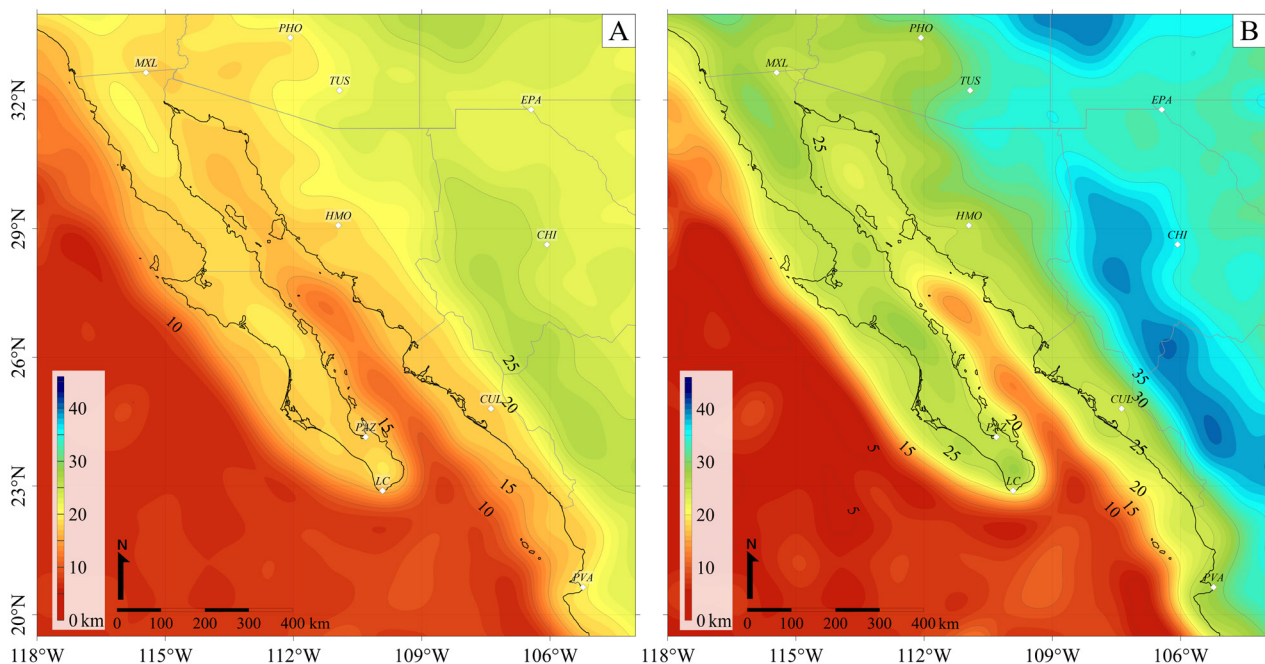 A
PHO
MXL
TUS
EPA
HMO
CHI
CUL
PAZ
LC
PVA
10
25
20
15
15
10
40
30
20
10
0 km
N
0 100 200 300 400 km
32°N
29°N
26°N
23°N
20°N
118°W 115°W 112°W 109°W 106°W
B
PHO
MXL
TUS
EPA
25
HMO
CHI
35
30
CUL
20
PAZ
25
25
15
5
LC
20
15
10
5
PVA
40
30
20
10
0 km
N
0 100 200 300 400 km
118°W 115°W 112°W 109°W 106°W